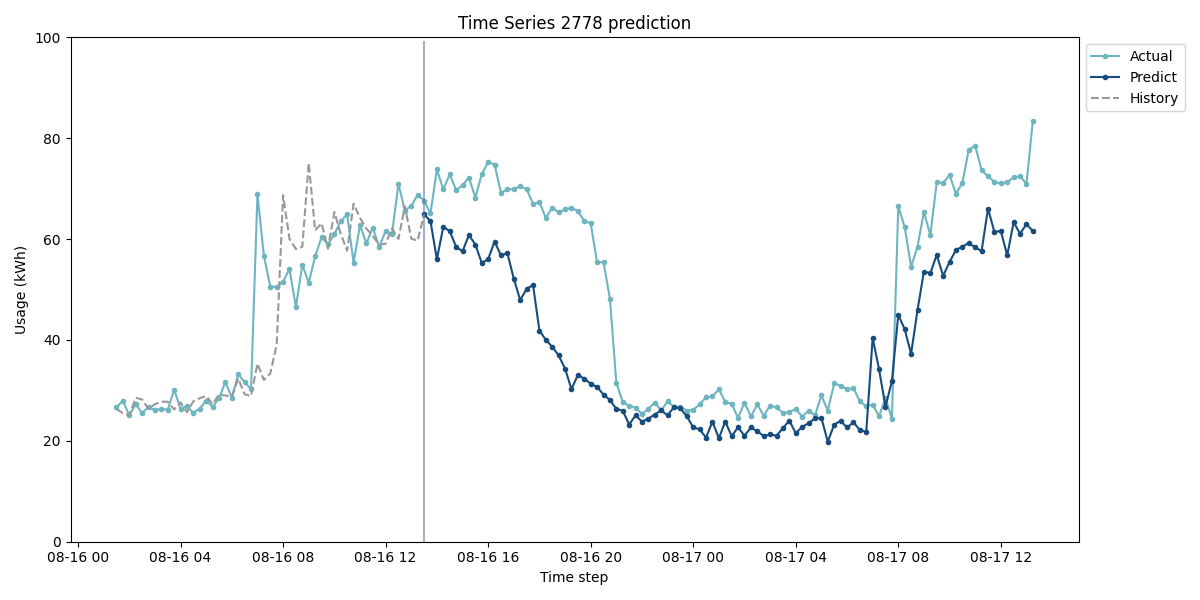 Time Series 2778 prediction
100
80
60
40
20
0
Usage (kWh)
08-16 00
08-16 04
08-16 08
08-16 12
08-16 16
08-16 20
08-17 00
08-17 04
08-17 08
08-17 12
Time step
Actual
Predict
History